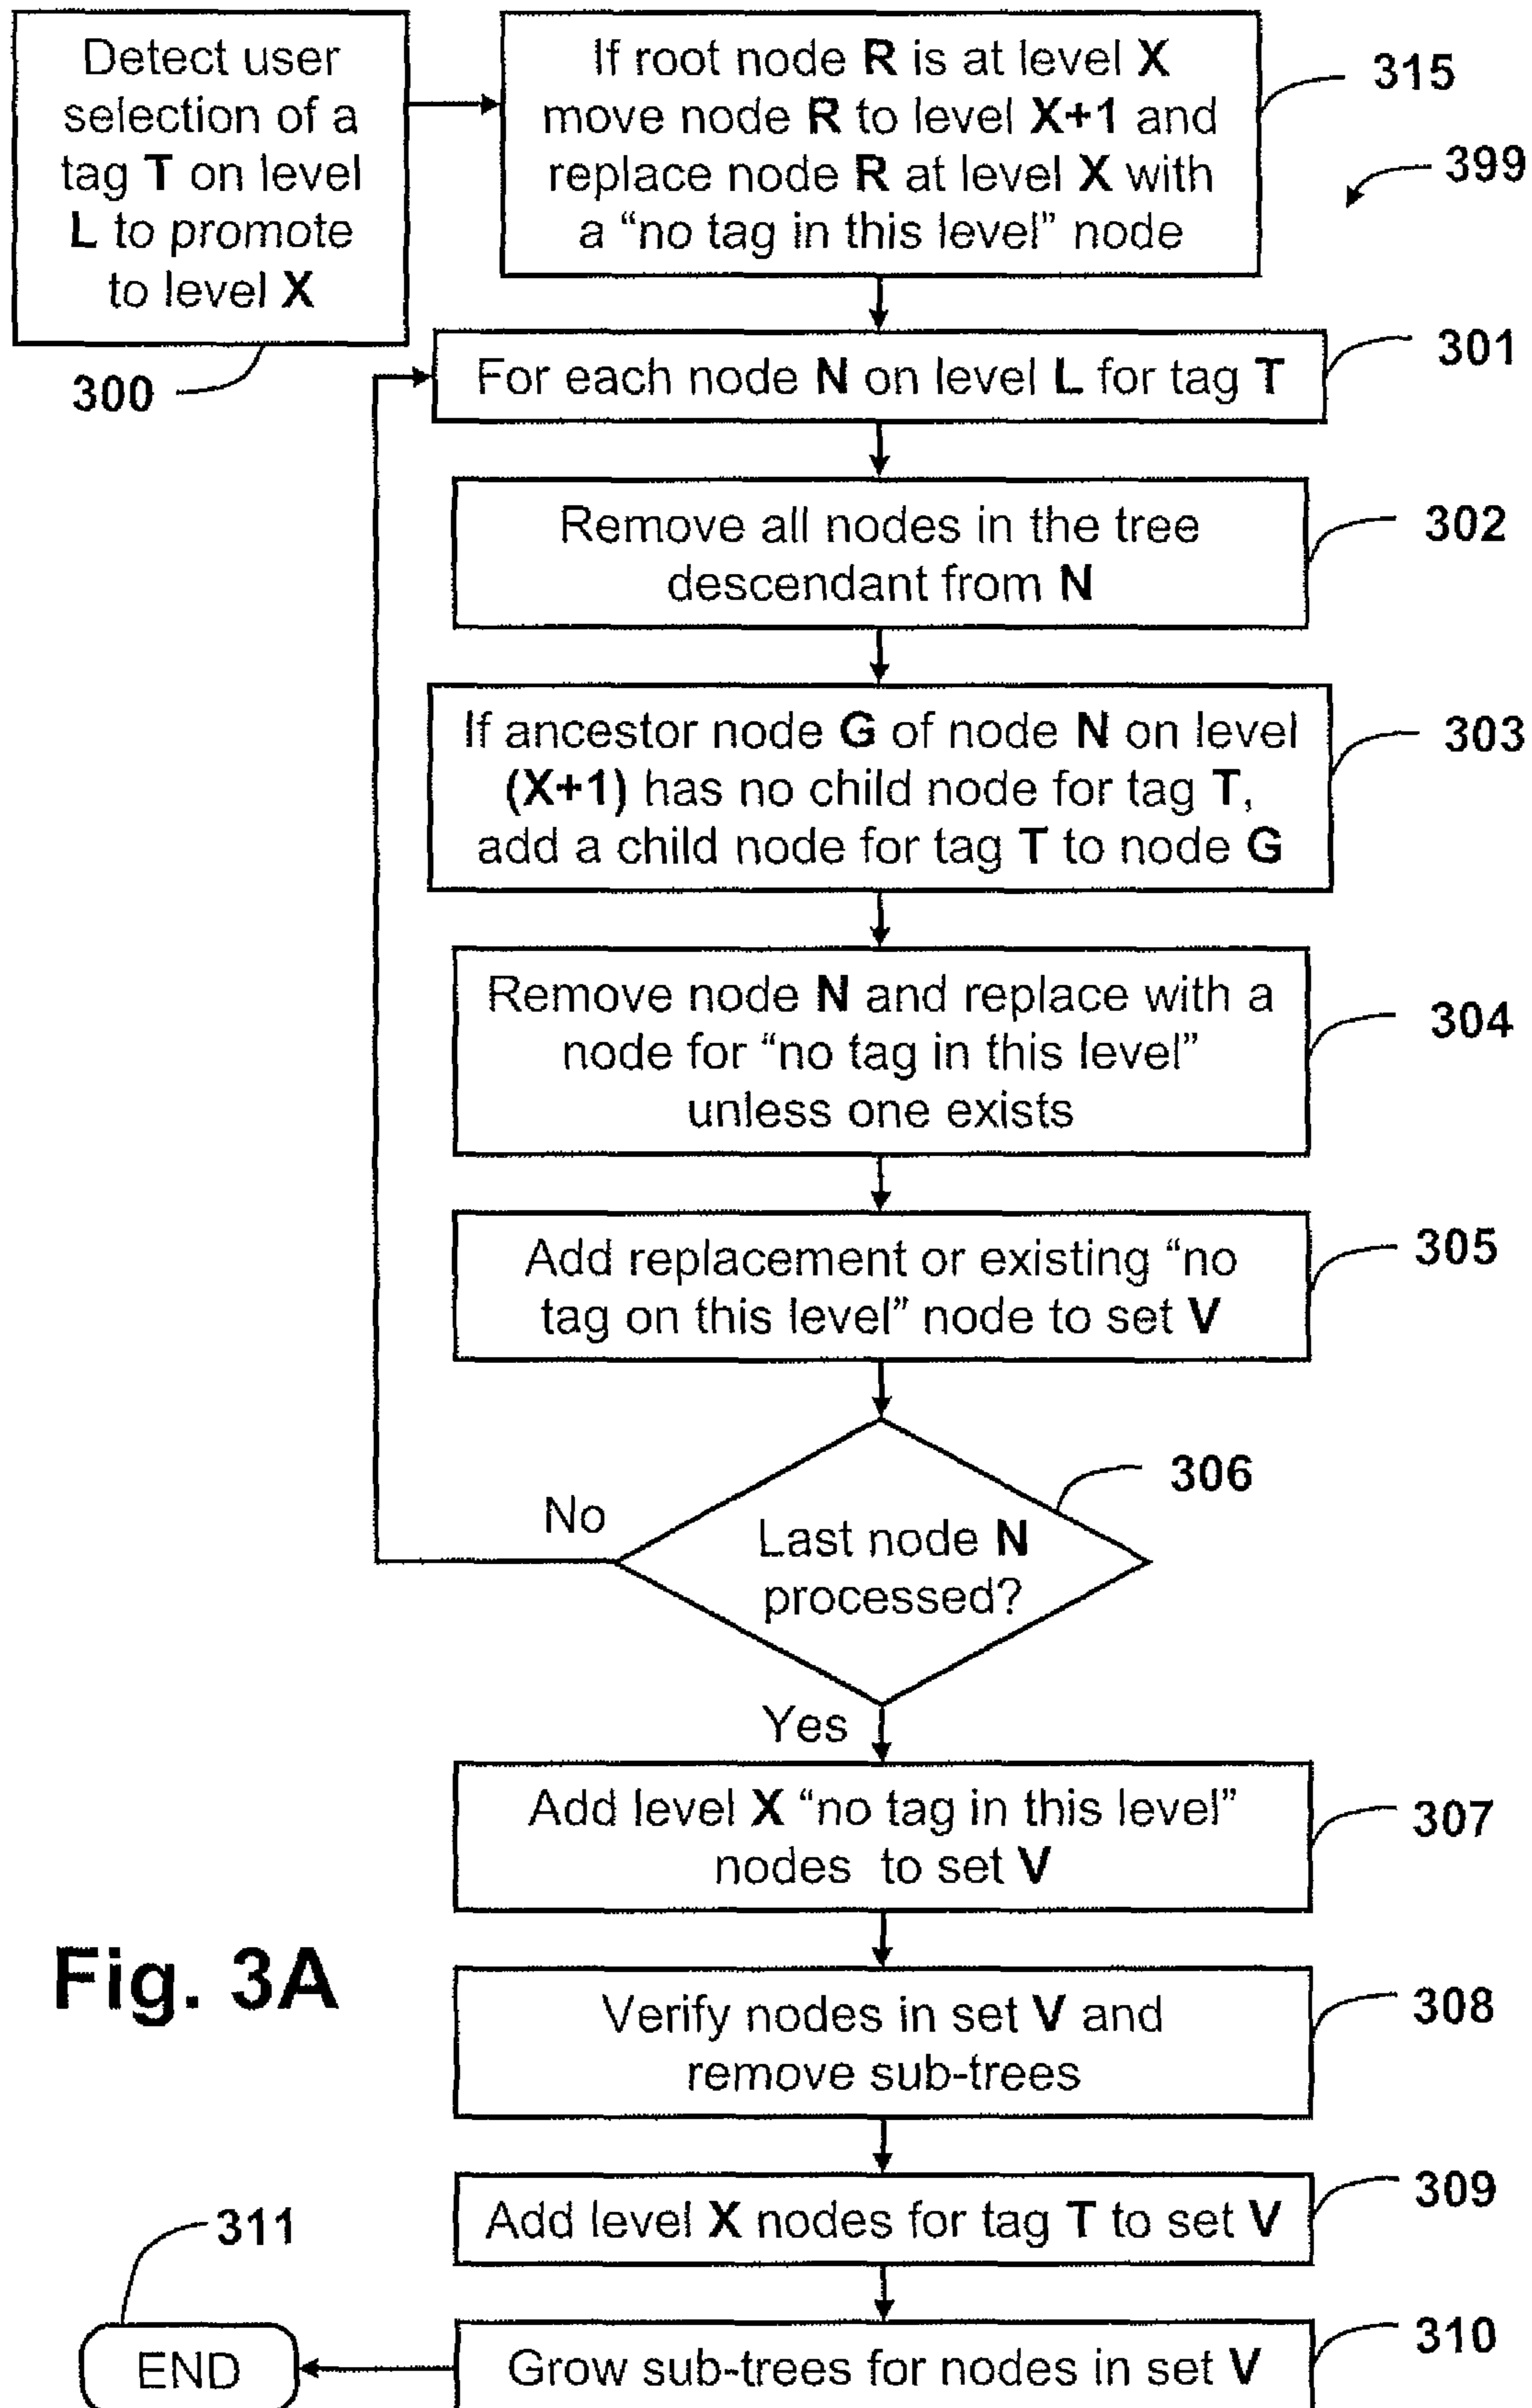 Detect user
selection of a
tag T on level
L to promote
to level X
300
If root node R is at level X
move node R to level X+1 and
replace node R at level X with
a “no tag in this level” node
315
399
For each node N on level L for tag T
301
Remove all nodes in the tree
descendant from N
302
If ancestor node G of node N on level
(X+1) has no child node for tag T,
add a child node for tag T to node G
303
Remove node N and replace with a
node for “no tag in this level”
unless one exists
304
Add replacement or existing “no
tag on this level” node to set V
305
Last node N
processed?
306
No
Yes
Add level X “no tag in this level”
nodes to set V
307
Fig. 3A
Verify nodes in set V and
remove sub-trees
308
Add level X nodes for tag T to set V
309
Grow sub-trees for nodes in set V
310
END
311